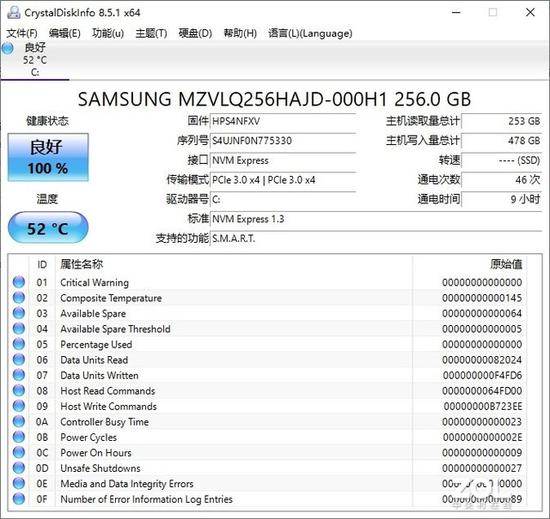 CrystalDiskInfo 8.5.1 x64
文件(F) 编辑(E) 功能(u) 主题(T) 硬盘(D) 帮助(H) 语言(L)(Language)
良好
52 °C
C:
SAMSUNG MZVLQ256HAJD-000H1 256.0 GB
健康状态
良好
100 %
温度
52 °C
固件 HPS4NFXV
序列号 S4UJNF0N775330
接口 NVM Express
传输模式 PCIe 3.0 x4 | PCIe 3.0 x4
驱动器号 C:
标准 NVM Express 1.3
支持的功能 S.M.A.R.T.
主机读取量总计 253 GB
主机写入量总计 478 GB
转速 ---- (SSD)
通电次数 46 次
通电时间 9 小时
ID 属性名称 原始值
01 Critical Warning 00000000000000
02 Composite Temperature 00000000000145
03 Available Spare 00000000000064
04 Available Spare Threshold 00000000000005
05 Percentage Used 00000000000000
06 Data Units Read 00000000082024
07 Data Units Written 000000000F4FD6
08 Host Read Commands 0000000064FD00
09 Host Write Commands 00000000B723EE
0A Controller Busy Time 00000000000023
0B Power Cycles 0000000000002E
0C Power On Hours 00000000000009
0D Unsafe Shutdowns 00000000000027
0E Media and Data Integrity Errors 00000000000000
0F Number of Error Information Log Entries 00000000000089